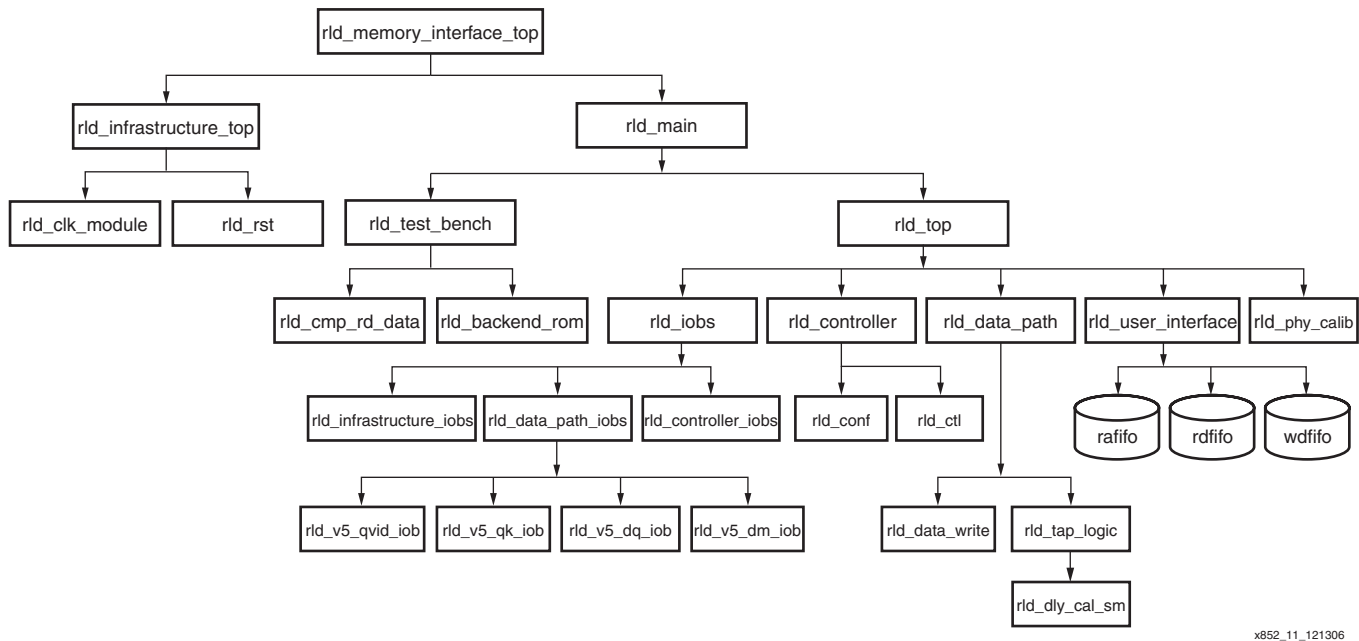 rld_memory_interface_top
rld_infrastructure_top
rld_main
rld_clk_module
rld_rst
rld_test_bench
rld_top
rld_cmp_rd_data
rld_backend_rom
rld_iobs
rld_controller
rld_data_path
rld_user_interface
rld_phy_calib
rld_infrastructure_iobs
rld_data_path_iobs
rld_controller_iobs
rld_conf
rld_ctl
rafifo
rdfifo
wdfifo
rld_v5_qvid_iob
rld_v5_qk_iob
rld_v5_dq_iob
rld_v5_dm_iob
rld_data_write
rld_tap_logic
rld_dly_cal_sm
x852_11_121306